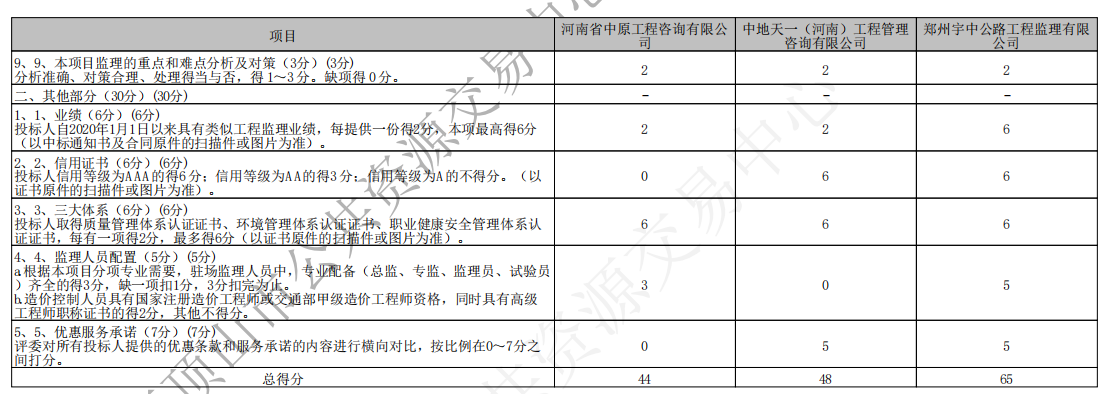 项目
河南省中原工程咨询有限公
司
中地天一（河南）工程管理
咨询有限公司
郑州宇中公路工程监理有限
公司
9、9、本项目监理的重点和难点分析及对策（3分）(3分)
分析准确、对策合理、处理得当与否，得1～3分。缺项得0分。
2
2
2
二、其他部分（30分）(30分)
－
－
－
1、1、业绩（6分）(6分)
投标人自2020年1月1日以来具有类似工程监理业绩，每提供一份得2分，本项最高得6分
（以中标通知书及合同原件的扫描件或图片为准）。
2
2
6
2、2、信用证书（6分）(6分)
投标人信用等级为AAA的得6分；信用等级为AA的得3分；信用等级为A的不得分。（以
证书原件的扫描件或图片为准）。
0
6
6
3、3、三大体系（6分）(6分)
投标人取得质量管理体系认证证书、环境管理体系认证证书、职业健康安全管理体系认
证证书，每有一项得2分，最多得6分（以证书原件的扫描件或图片为准）。
6
6
6
4、4、监理人员配置（5分）(5分)
a.根据本项目分项专业需要，驻场监理人员中，专业配备（总监、专监、监理员、试验员
）齐全的得3分，缺一项扣1分，3分扣完为止。
b.造价控制人员具有国家注册造价工程师或交通部甲级造价工程师资格，同时具有高级
工程师职称证书的得2分，其他不得分。
3
0
5
5、5、优惠服务承诺（7分）(7分)
评委对所有投标人提供的优惠条款和服务承诺的内容进行横向对比，按比例在0～7分之
间打分。
0
5
5
总得分
44
48
65
顶山市公共资源交易中
资源交易中心